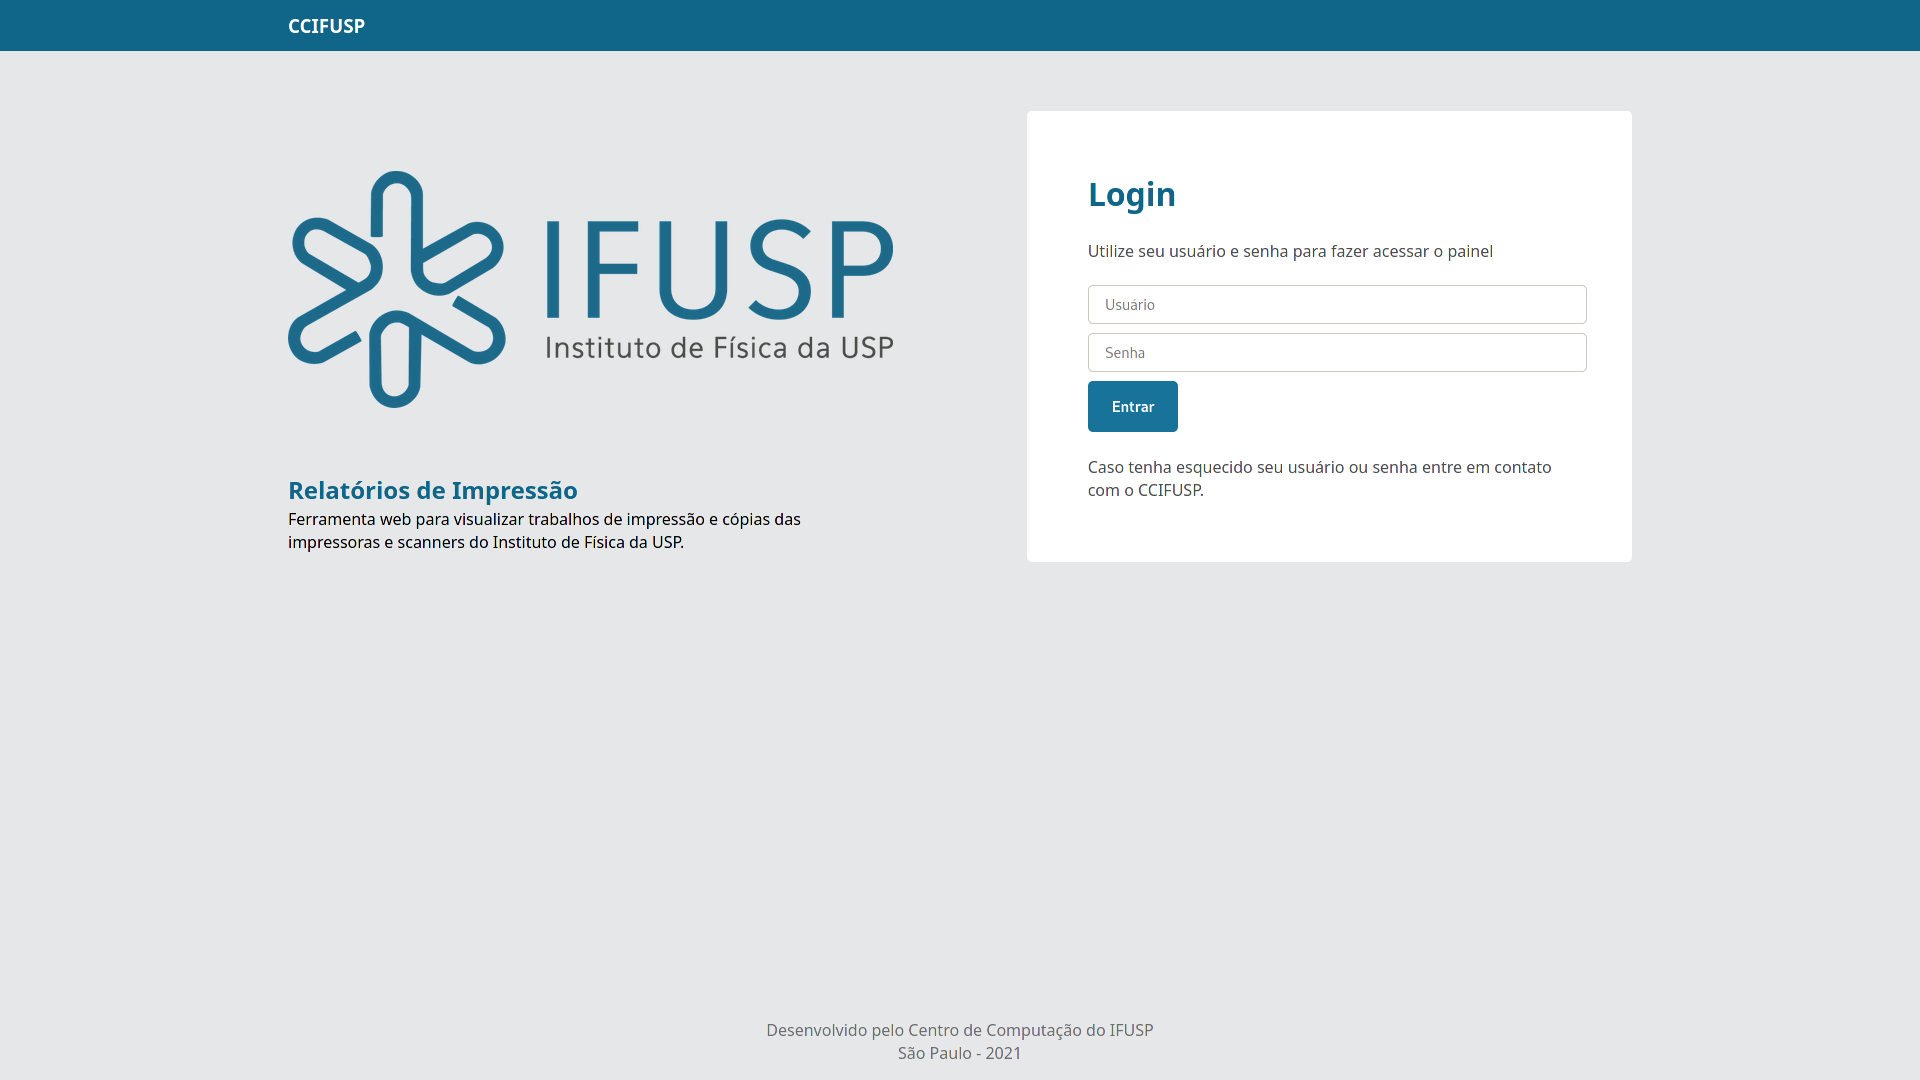 CCIFUSP
IFUSP
Instituto de Física da USP
Relatórios de Impressão
Ferramenta web para visualizar trabalhos de impressão e cópias das
impressoras e scanners do Instituto de Física da USP.
Login
Utilize seu usuário e senha para fazer acessar o painel
Usuário
Senha
Entrar
Caso tenha esquecido seu usuário ou senha entre em contato
com o CCIFUSP.
Desenvolvido pelo Centro de Computação do IFUSP
São Paulo - 2021